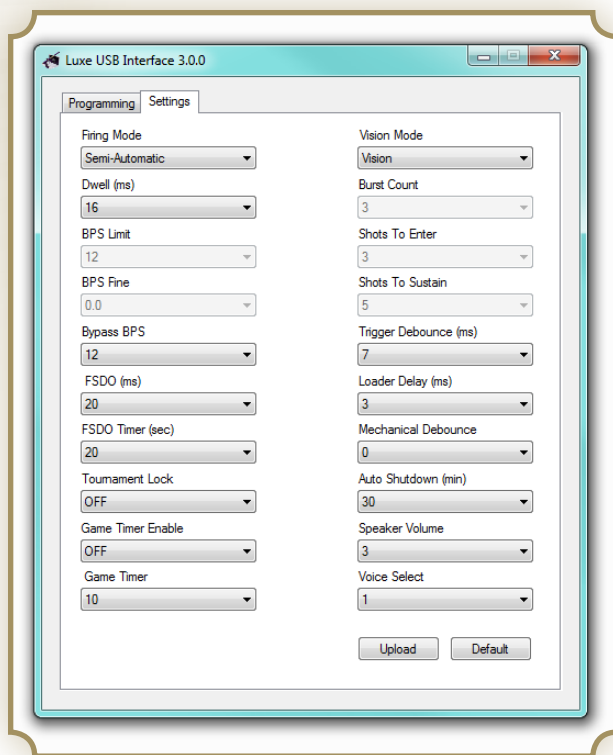 Luxe USB Interface 3.0.0
Programming
Settings
Firing Mode
Semi-Automatic
Dwell (ms)
16
BPS Limit
12
BPS Fine
0.0
Bypass BPS
12
FSDO (ms)
20
FSDO Timer (sec)
20
Tournament Lock
OFF
Game Timer Enable
OFF
Game Timer
10
Vision Mode
Vision
Burst Count
3
Shots To Enter
3
Shots To Sustain
5
Trigger Debounce (ms)
7
Loader Delay (ms)
3
Mechanical Debounce
0
Auto Shutdown (min)
30
Speaker Volume
3
Voice Select
1
Upload
Default